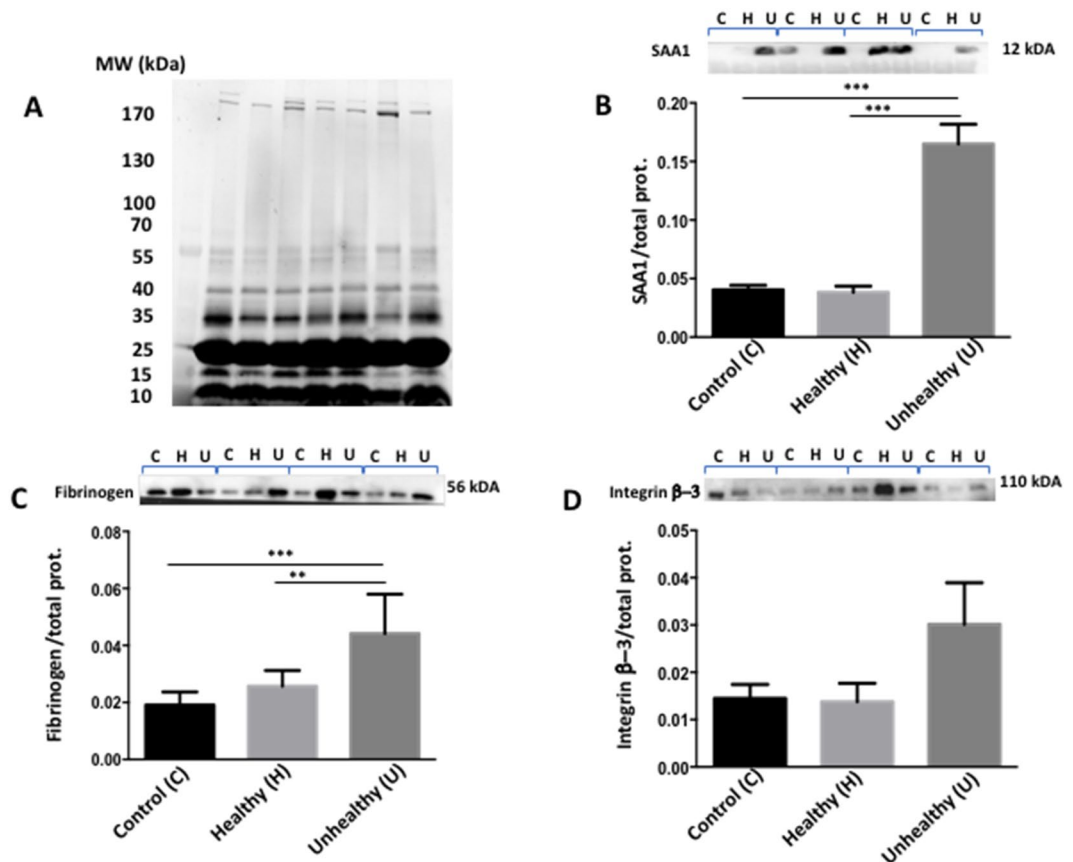 A
MW (kDa)
170
130
100
70
55
40
35
25
15
10
B
C H U C H U C H U C H U
SAA1
12 kDA
***
***
0.20
0.15
0.10
0.05
0.00
SAA1/total prot.
Control (C)
Healthy (H)
Unhealthy (U)
C
C H U C H U C H U C H U
Fibrinogen
56 kDA
***
**
0.08
0.06
0.04
0.02
0.00
Fibrinogen/total prot.
Control (C)
Healthy (H)
Unhealthy (U)
D
C H U C H U C H U C H U
Integrin β–3
110 kDA
0.05
0.04
0.03
0.02
0.01
0.00
Integrin β–3/total prot.
Control (C)
Healthy (H)
Unhealthy (U)